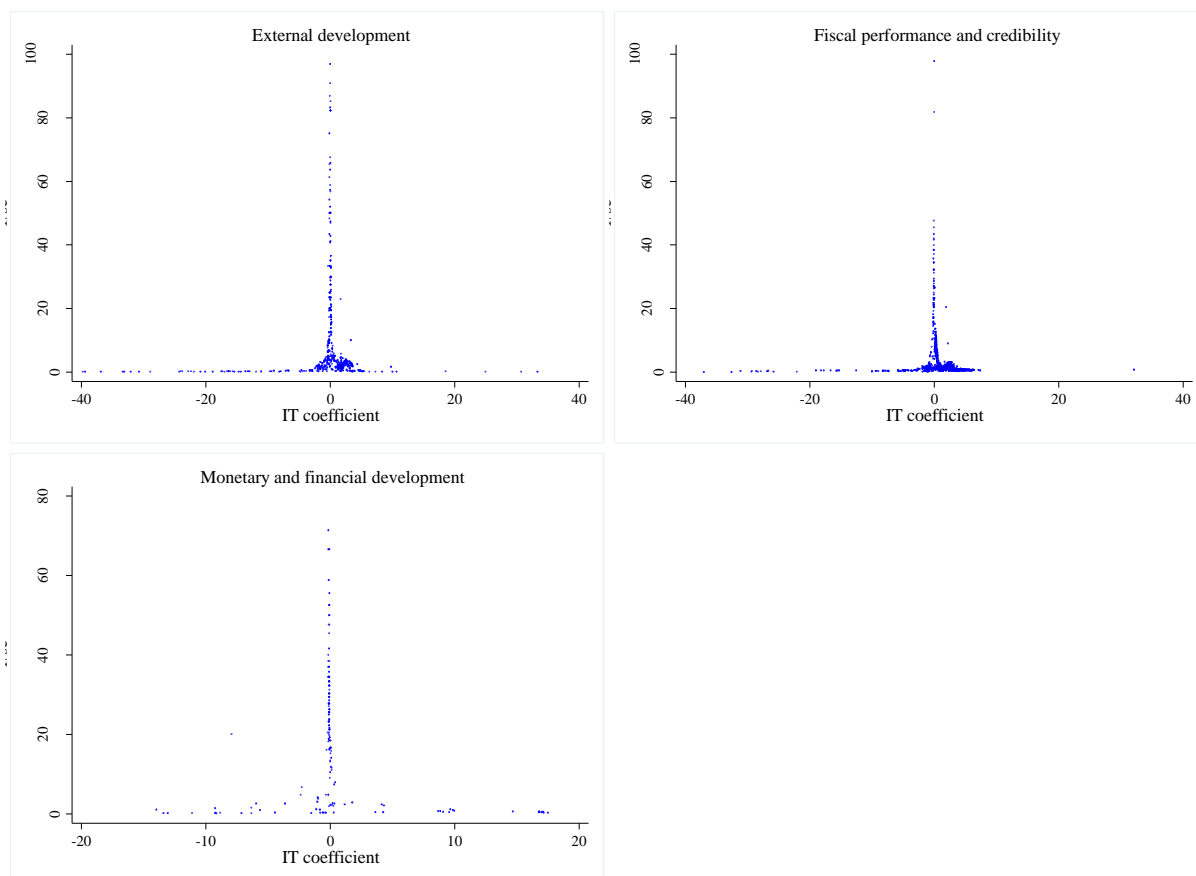 External development
100
80
60
40
20
0
-40 -20 0 20 40
IT coefficient
Fiscal performance and credibility
100
80
60
40
20
0
-40 -20 0 20 40
IT coefficient
Monetary and financial development
80
60
40
20
0
-20 -10 0 10 20
IT coefficient